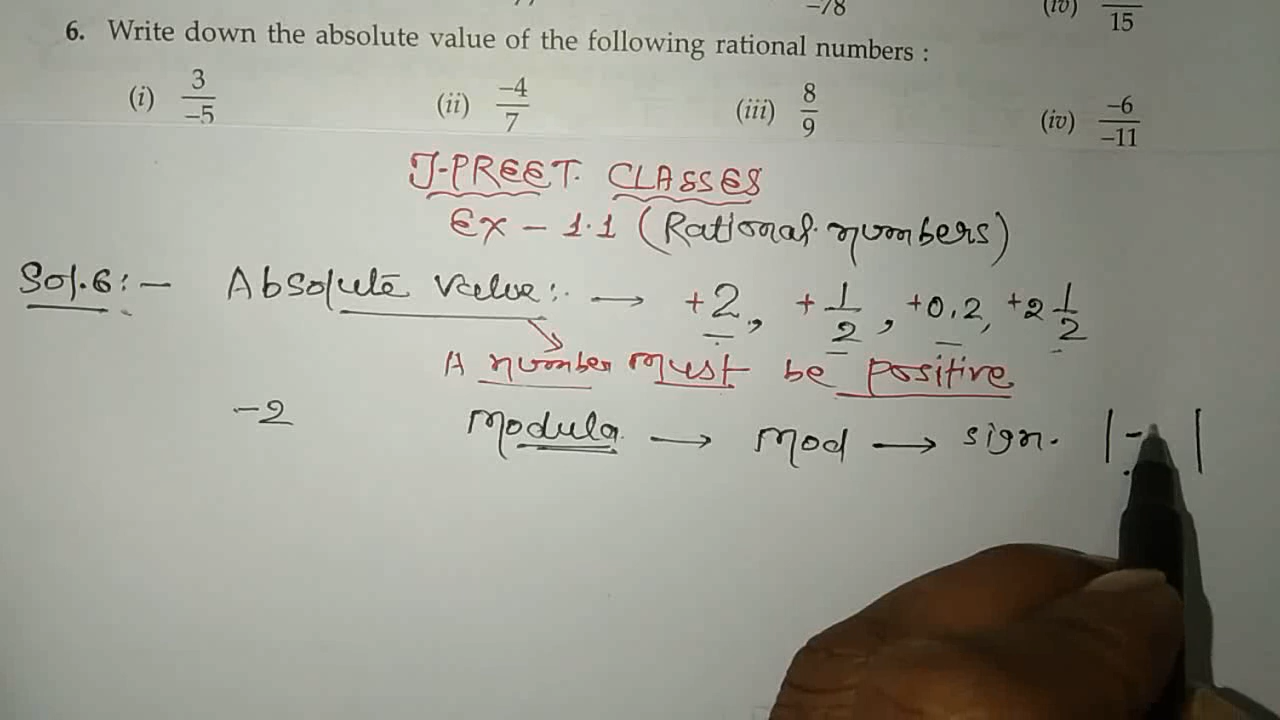 -78 (iv) 15
6. Write down the absolute value of the following rational numbers :
(i) 3/-5 (ii) -4/7 (iii) 8/9 (iv) -6/-11
J-PREET. CLASSES
Ex - 1.1 (Rational numbers)
Sol.6:- Absolute value:. → +2, +1/2, +0.2, +2 1/2
A number must be positive
-2 Modula → Mod → sign. |- |